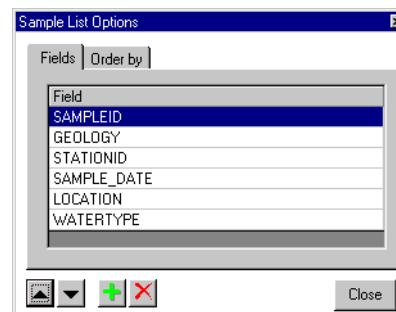 Sample List Options
Fields Order by
Field
SAMPLEID
GEOLOGY
STATIONID
SAMPLE_DATE
LOCATION
WATERTYPE
Close